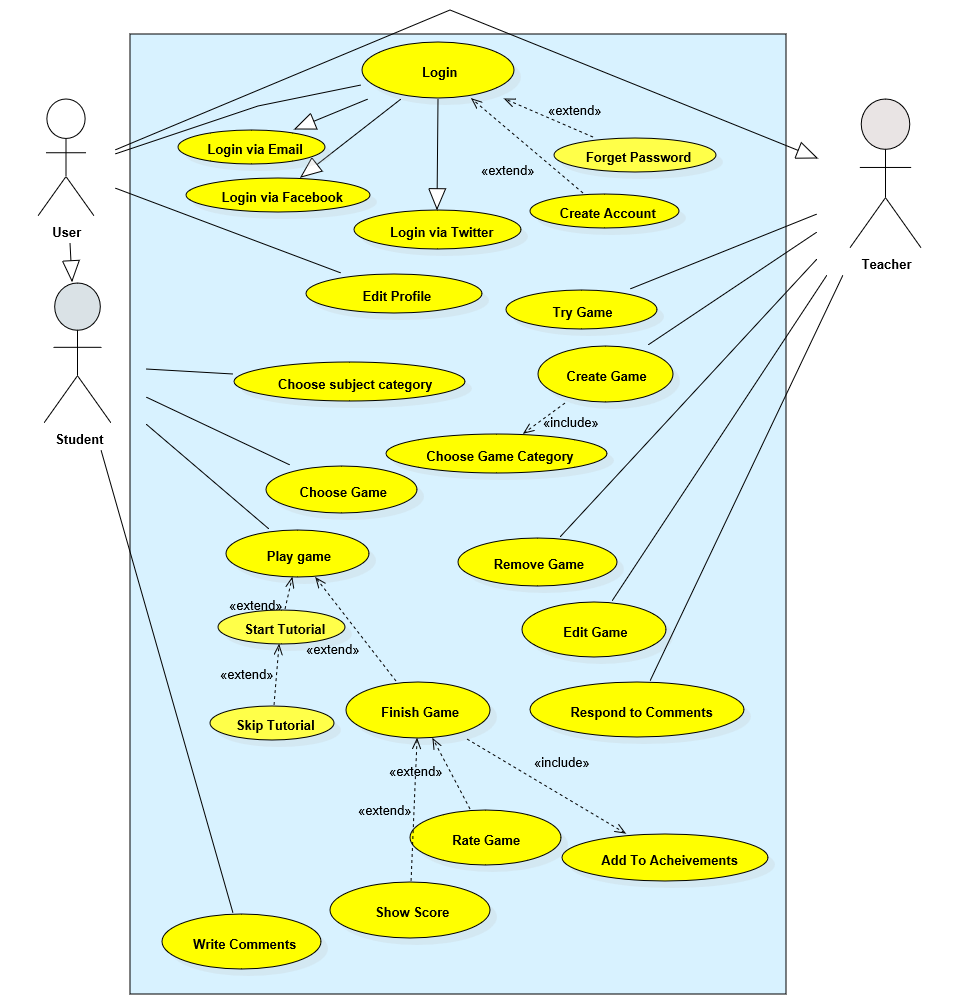 Login
«extend»
Login via Email
Forget Password
«extend»
Login via Facebook
Create Account
User
Login via Twitter
Teacher
Edit Profile
Try Game
Choose subject category
Create Game
«include»
Student
Choose Game Category
Choose Game
Play game
Remove Game
«extend»
Start Tutorial
Edit Game
«extend»
«extend»
Finish Game
Respond to Comments
Skip Tutorial
«include»
«extend»
«extend»
Rate Game
Add To Acheivements
Show Score
Write Comments